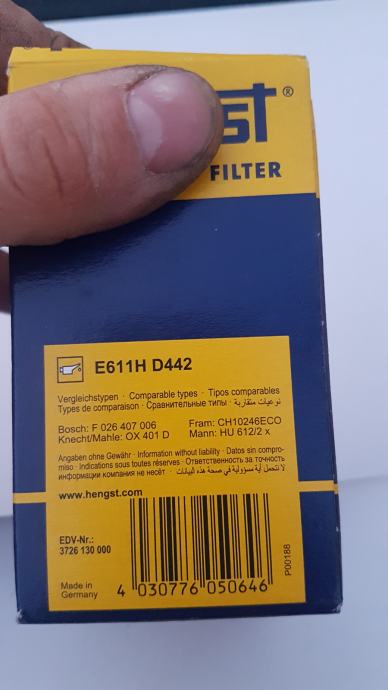 st®
FILTER
E611H D442
Vergleichstypen · Comparable types · Tipos comparables
Types de comparaison · Сравнительные типы · نوعيات متقاربة
Bosch: F 026 407 006 Fram: CH10246ECO
Knecht/Mahle: OX 401 D Mann: HU 612/2 x
Angaben ohne Gewähr · Information without liability · Datos sin compro-
miso · Indications sous toutes réserves · Ответственность за точность
информации компания не несёт · لا نتحمل أية مسؤولية في صحة هذه البيانات
www.hengst.com
EDV-Nr.:
3726 130 000
Made in
Germany
4 030776 050646
P00188